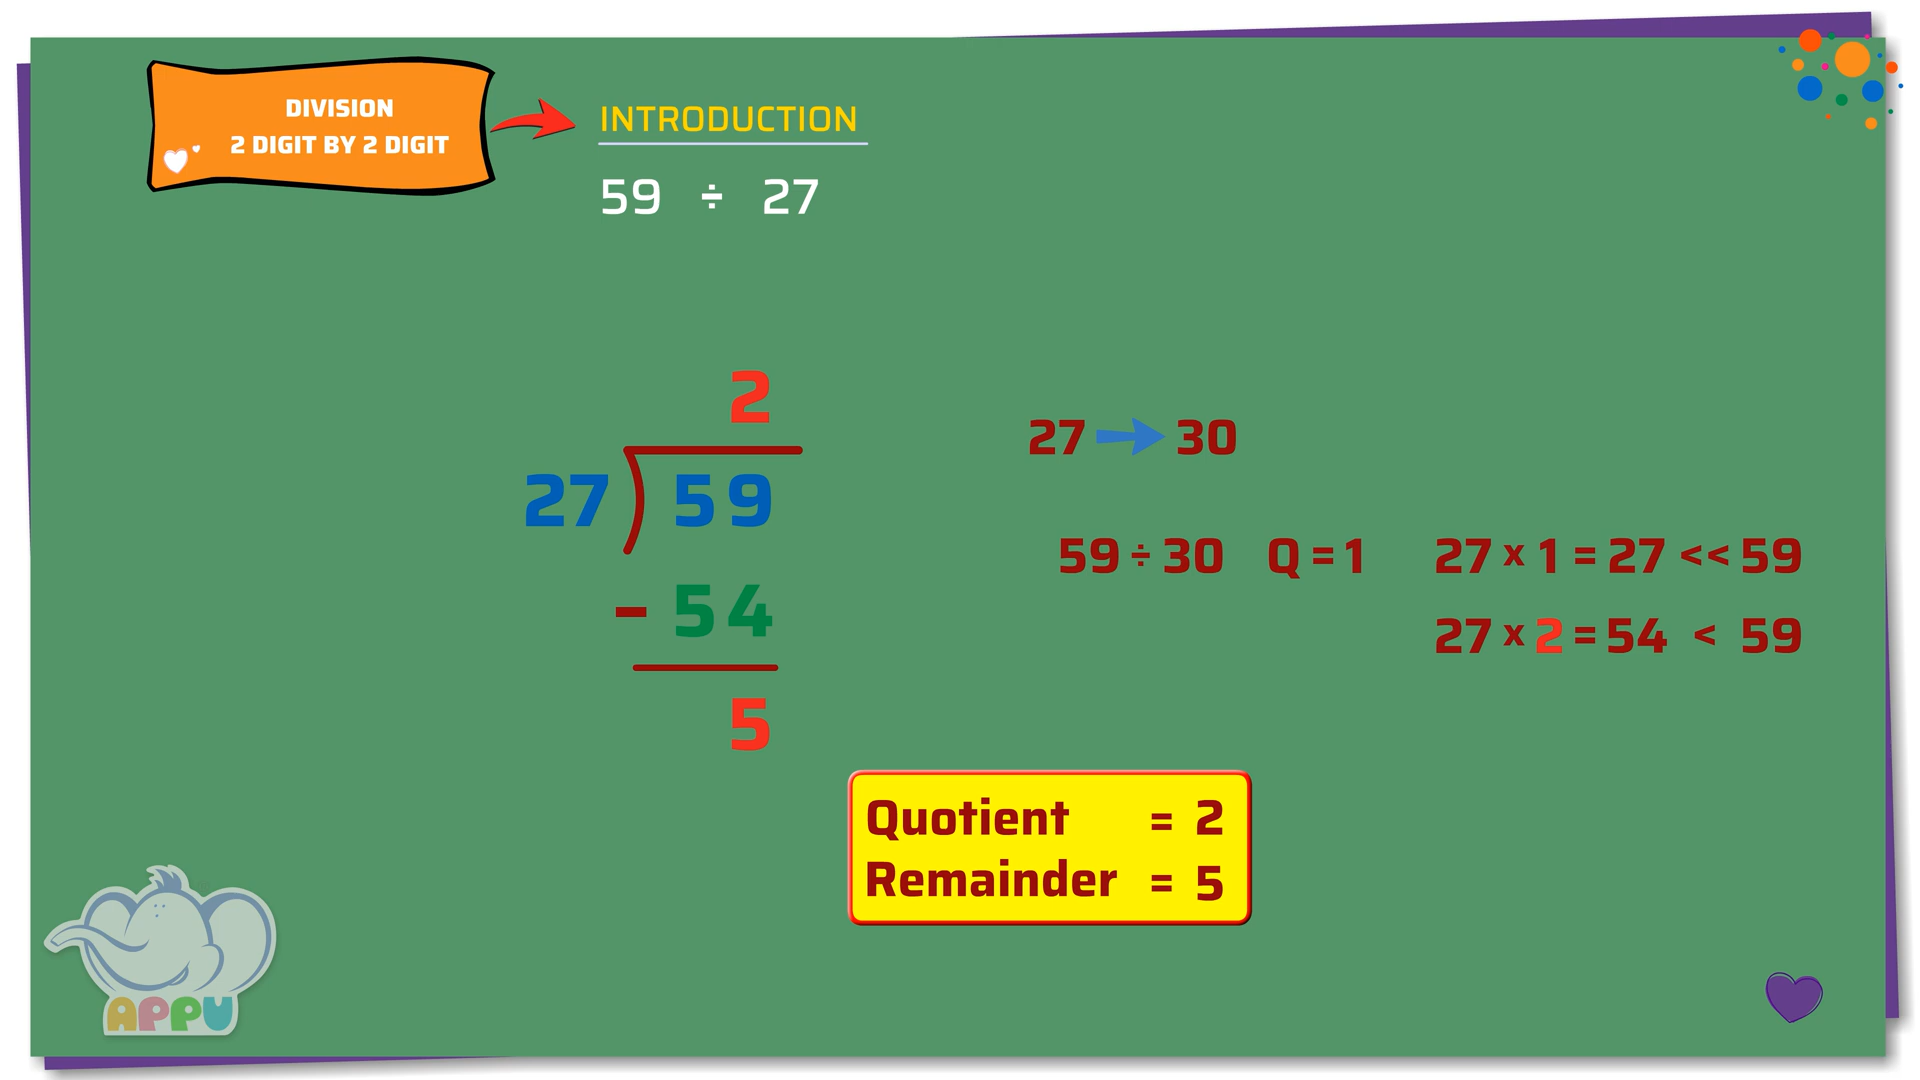 DIVISION
2 DIGIT BY 2 DIGIT
INTRODUCTION
59 ÷ 27
2
27 59
- 54
5
27 → 30
59 ÷ 30 Q = 1 27 x 1 = 27 << 59
27 x 2 = 54 < 59
Quotient = 2
Remainder = 5
APPU